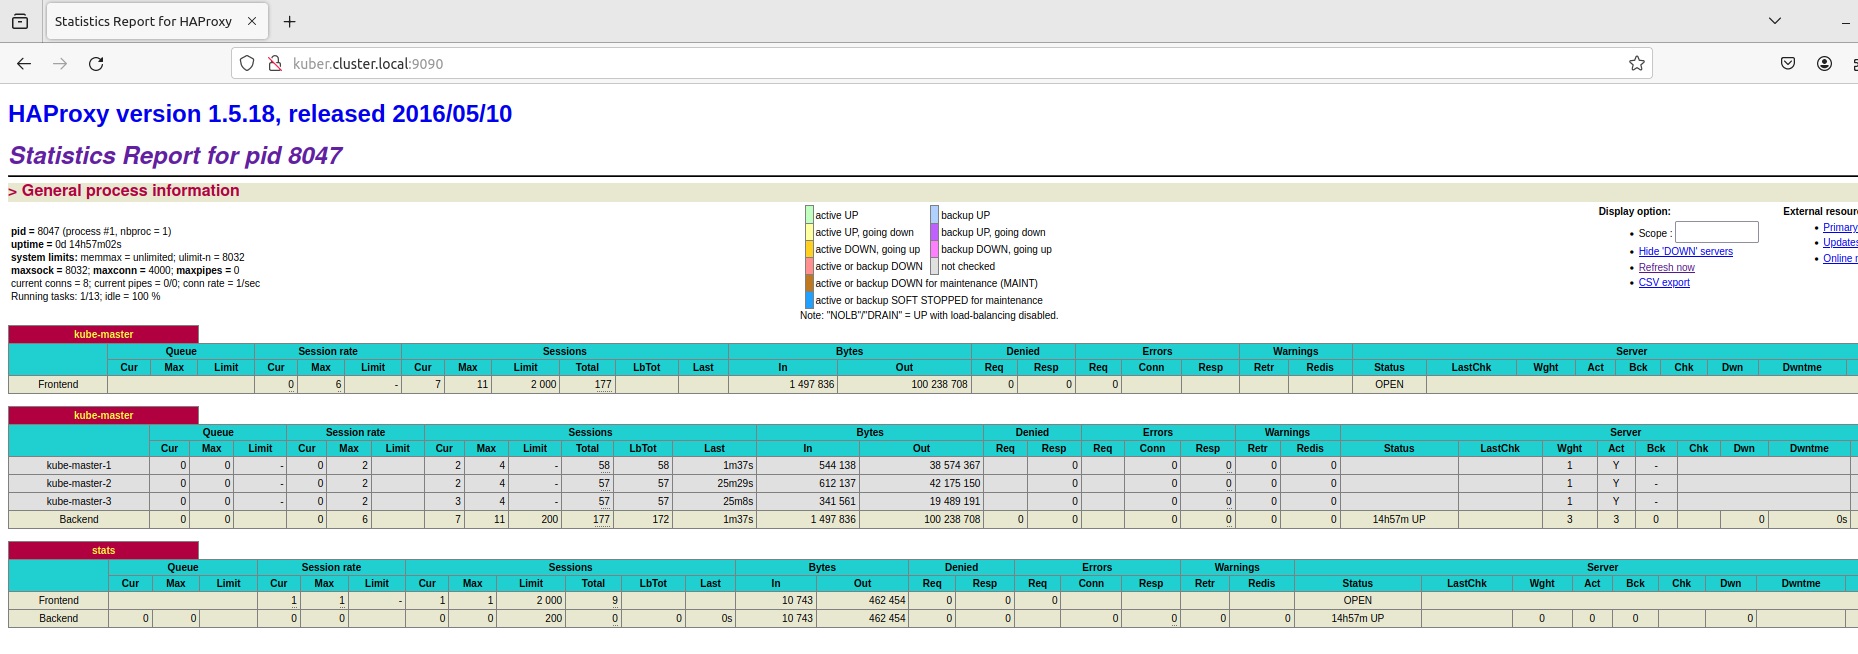 Statistics Report for HAProxy
kuber.cluster.local:9090
HAProxy version 1.5.18, released 2016/05/10
Statistics Report for pid 8047
> General process information
pid = 8047 (process #1, nbproc = 1)
uptime = 0d 14h57m02s
system limits: memmax = unlimited; ulimit-n = 8032
maxsock = 8032; maxconn = 4000; maxpipes = 0
current conns = 8; current pipes = 0/0; conn rate = 1/sec
Running tasks: 1/13; idle = 100 %
active UP backup UP
active UP, going down backup UP, going down
active DOWN, going up backup DOWN, going up
active or backup DOWN not checked
active or backup DOWN for maintenance (MAINT)
active or backup SOFT STOPPED for maintenance
Note: "NOLB"/"DRAIN" = UP with load-balancing disabled.
Display option:
• Scope :
• Hide 'DOWN' servers
• Refresh now
• CSV export
External resour
• Primary
• Updates
• Online
kube-master
Queue Session rate Sessions Bytes Denied Errors Warnings Server
Cur Max Limit Cur Max Limit Cur Max Limit Total LbTot Last In Out Req Resp Req Conn Resp Retr Redis Status LastChk Wght Act Bck Chk Dwn Dwntme
Frontend 0 6 - 7 11 2 000 177 1 497 836 100 238 708 0 0 0 OPEN
kube-master
Queue Session rate Sessions Bytes Denied Errors Warnings Server
Cur Max Limit Cur Max Limit Cur Max Limit Total LbTot Last In Out Req Resp Req Conn Resp Retr Redis Status LastChk Wght Act Bck Chk Dwn Dwntme
kube-master-1 0 0 - 0 2 2 4 - 58 58 1m37s 544 138 38 574 367 0 0 0 0 0 1 Y -
kube-master-2 0 0 - 0 2 2 4 - 57 57 25m29s 612 137 42 175 150 0 0 0 0 0 1 Y -
kube-master-3 0 0 - 0 2 3 4 - 57 57 25m8s 341 561 19 489 191 0 0 0 0 0 1 Y -
Backend 0 0 0 6 7 11 200 177 172 1m37s 1 497 836 100 238 708 0 0 0 0 0 0 14h57m UP 3 3 0 0 0s
stats
Queue Session rate Sessions Bytes Denied Errors Warnings Server
Cur Max Limit Cur Max Limit Cur Max Limit Total LbTot Last In Out Req Resp Req Conn Resp Retr Redis Status LastChk Wght Act Bck Chk Dwn Dwntme
Frontend 1 1 - 1 1 2 000 9 10 743 462 454 0 0 0 OPEN
Backend 0 0 0 0 0 0 200 0 0 0s 10 743 462 454 0 0 0 0 0 0 14h57m UP 0 0 0 0